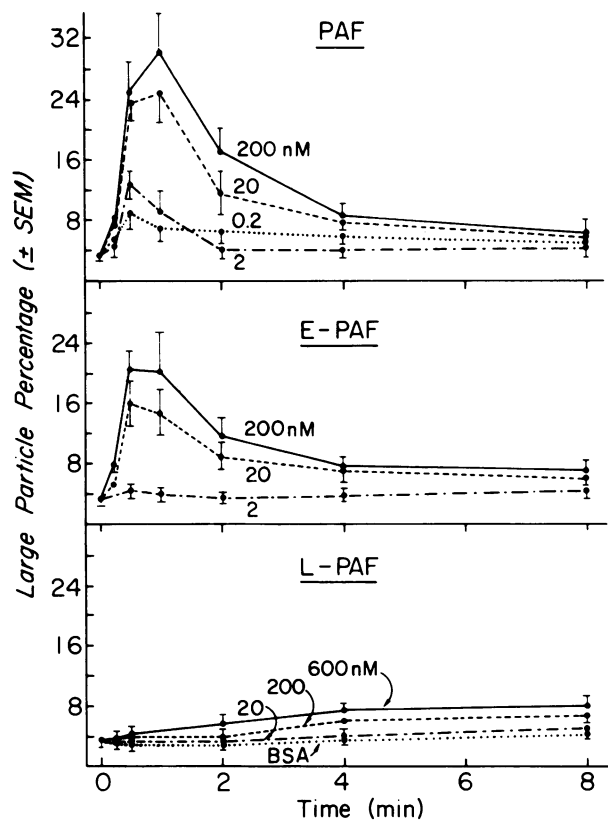 Large Particle Percentage (± SEM)
PAF
32
24
16
8
200 nM
20
0.2
2
E-PAF
24
16
8
200nM
20
2
L-PAF
24
16
8
600nM
200
20
BSA
0 2 4 6 8
Time (min)